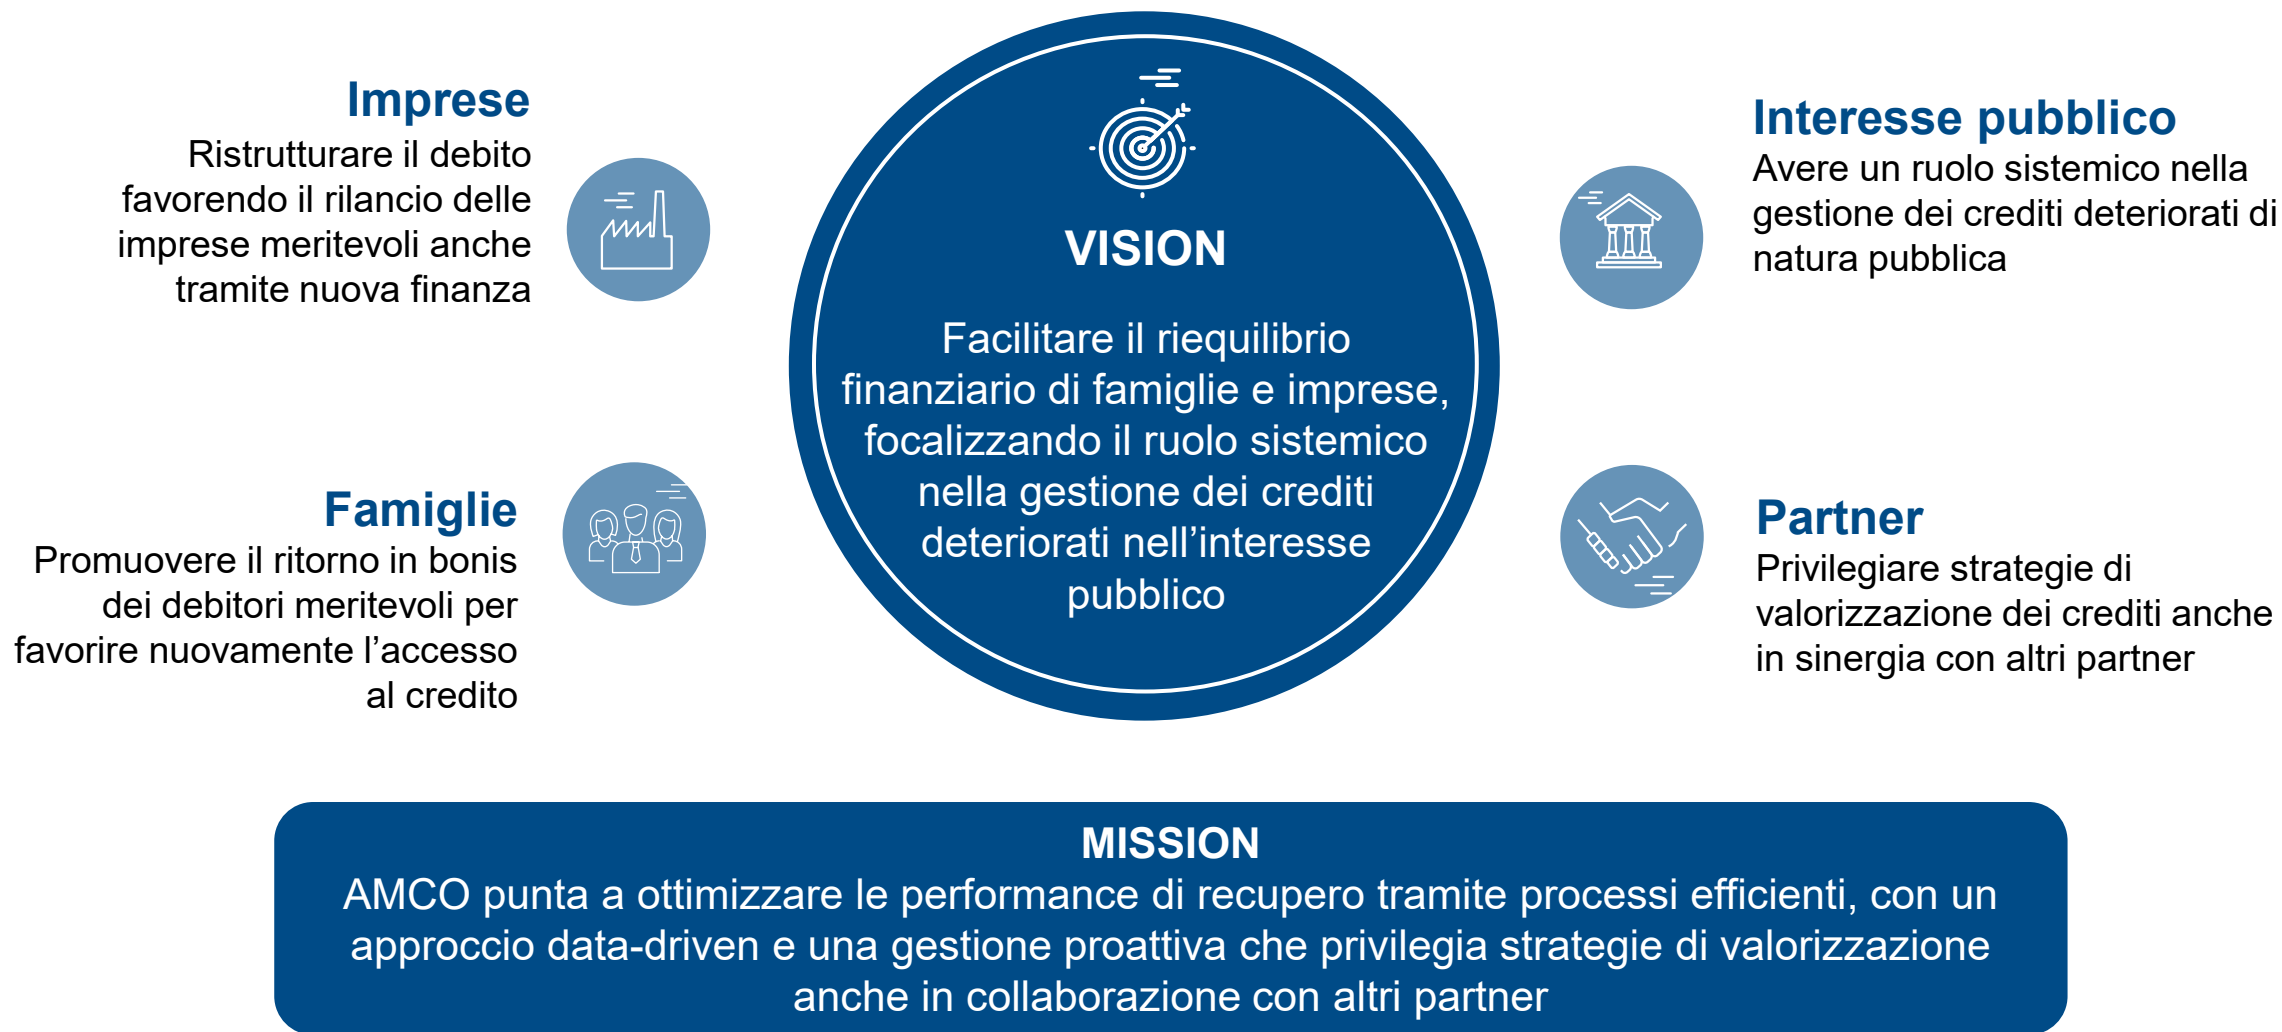 Imprese
Ristrutturare il debito
favorendo il rilancio delle
imprese meritevoli anche
tramite nuova finanza
Famiglie
Promuovere il ritorno in bonis
dei debitori meritevoli per
favorire nuovamente l’accesso
al credito
VISION
Facilitare il riequilibrio
finanziario di famiglie e imprese,
focalizzando il ruolo sistemico
nella gestione dei crediti
deteriorati nell’interesse
pubblico
Interesse pubblico
Avere un ruolo sistemico nella
gestione dei crediti deteriorati di
natura pubblica
Partner
Privilegiare strategie di
valorizzazione dei crediti anche
in sinergia con altri partner
MISSION
AMCO punta a ottimizzare le performance di recupero tramite processi efficienti, con un
approccio data-driven e una gestione proattiva che privilegia strategie di valorizzazione
anche in collaborazione con altri partner